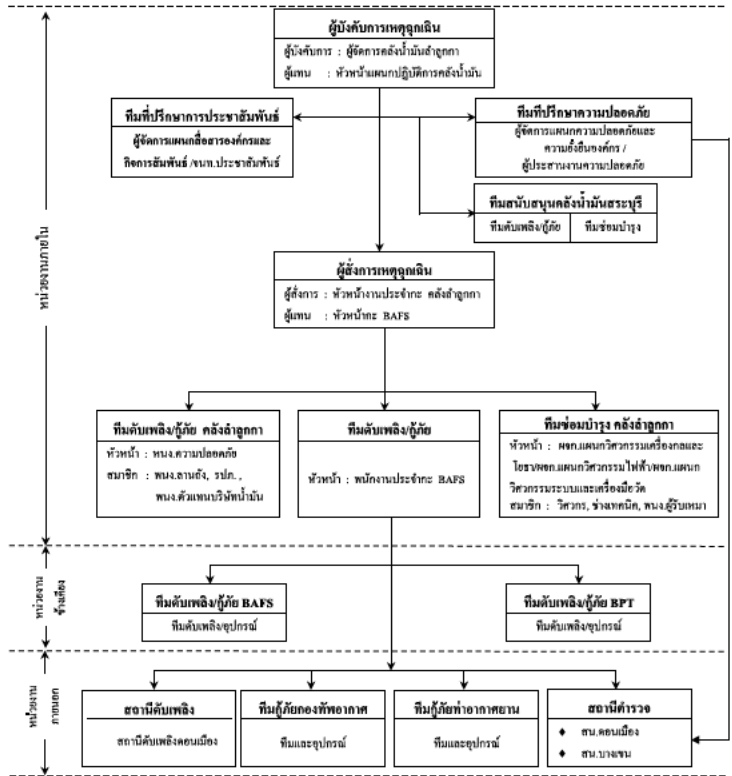 ผู้บังคับการเหตุฉุกเฉิน
ผู้บังคับการ : ผู้จัดการคลังน้ำมันลำลูกกา
ผู้แทน : หัวหน้าแผนกปฏิบัติการคลังน้ำมัน
ทีมที่ปรึกษาการประชาสัมพันธ์
ผู้จัดการแผนกสื่อสารองค์กรและ
กิจการสัมพันธ์ /จนท.ประชาสัมพันธ์
ทีมที่ปรึกษาความปลอดภัย
ผู้จัดการแผนกความปลอดภัยและ
ความยั่งยืนองค์กร /
ผู้ประสานงานความปลอดภัย
ทีมสนับสนุนคลังน้ำมันสระบุรี
ทีมดับเพลิง/กู้ภัย ทีมซ่อมบำรุง
หน่วยงานภายใน
ผู้สั่งการเหตุฉุกเฉิน
ผู้สั่งการ : หัวหน้างานประจำกะ คลังลำลูกกา
ผู้แทน : หัวหน้ากะ BAFS
ทีมดับเพลิง/กู้ภัย คลังลำลูกกา
หัวหน้า : พนง.ความปลอดภัย
สมาชิก : พนง.ลานถัง, รปภ.,
พนง.ตัวแทนบริษัทน้ำมัน
ทีมดับเพลิง/กู้ภัย
หัวหน้า : พนักงานประจำกะ BAFS
ทีมซ่อมบำรุง คลังลำลูกกา
หัวหน้า : ผจก.แผนกวิศวกรรมเครื่องกลและ
โยธา/ผจก.แผนกวิศวกรรมไฟฟ้า/ผจก.แผนก
วิศวกรรมระบบและเครื่องมือวัด
สมาชิก : วิศวกร, ช่างเทคนิค, พนง.ผู้รับเหมา
หน่วยงาน
ข้างเคียง
ทีมดับเพลิง/กู้ภัย BAFS
ทีมดับเพลิง/อุปกรณ์
ทีมดับเพลิง/กู้ภัย BPT
ทีมดับเพลิง/อุปกรณ์
หน่วยงาน
ภายนอก
สถานีดับเพลิง
สถานีดับเพลิงดอนเมือง
ทีมกู้ภัยกองทัพอากาศ
ทีมและอุปกรณ์
ทีมกู้ภัยท่าอากาศยาน
ทีมและอุปกรณ์
สถานีตำรวจ
♦ สน.ดอนเมือง
♦ สน.บางเขน